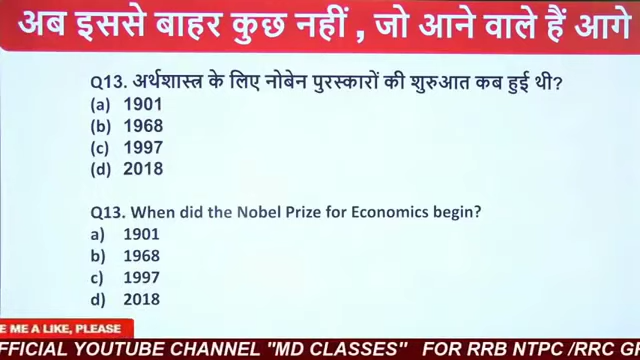 अब इससे बाहर कुछ नहीं , जो आने वाले हैं आगे
Q13. अर्थशास्त्र के लिए नोबेन पुरस्कारों की शुरुआत कब हुई थी?
(a) 1901
(b) 1968
(c) 1997
(d) 2018
Q13. When did the Nobel Prize for Economics begin?
a) 1901
b) 1968
c) 1997
d) 2018
E ME A LIKE, PLEASE
FFICIAL YOUTUBE CHANNEL "MD CLASSES" FOR RRB NTPC /RRC GR